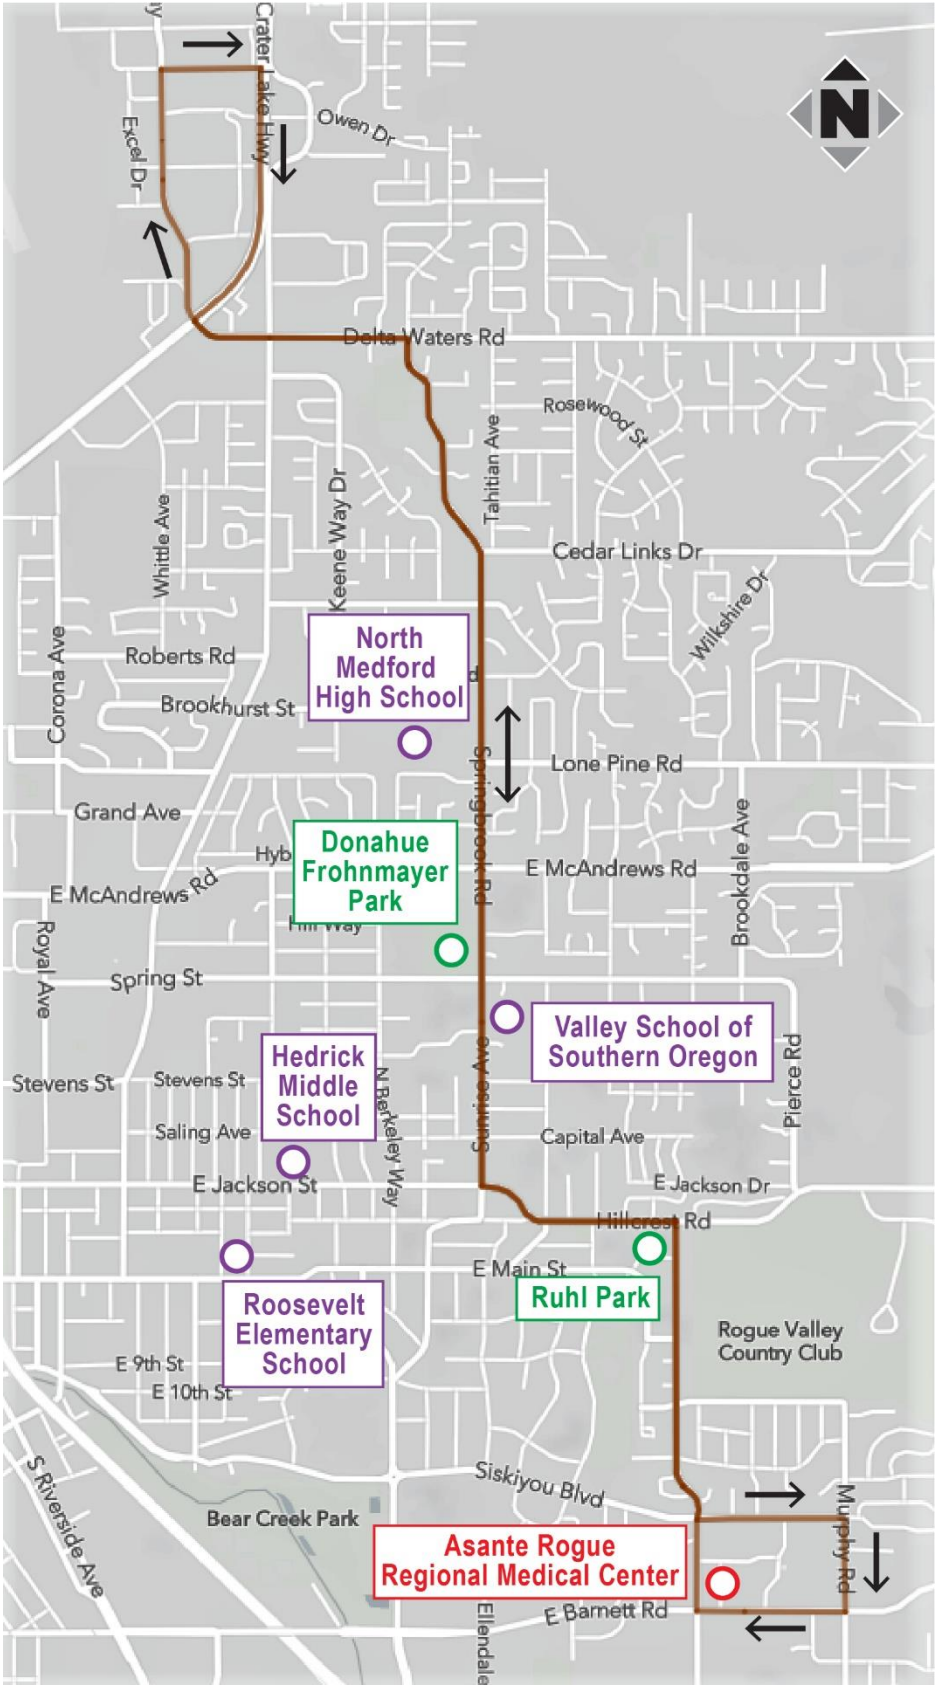 y
Crater Lake Hwy
N
Owen Dr
Excel Dr
Delta Waters Rd
Rosewood St
Tahitian Ave
Keene Way Dr
Whittle Ave
Cedar Links Dr
Wilkshire Dr
North
Medford
High School
Corona Ave
Roberts Rd
Brookhurst St
d
Springbrook Rd
Lone Pine Rd
Grand Ave
Donahue
Frohnmayer
Park
Hyb
E McAndrews Rd
E McAndrews Rd
Brookdale Ave
Hill Way
Royal Ave
Spring St
Valley School of
Southern Oregon
Hedrick
Middle
School
Sunrise Ave
Pierce Rd
Stevens St
Stevens St
N Berkeley Way
Saling Ave
Capital Ave
E Jackson St
E Jackson Dr
Hillcrest Rd
E Main St
Ruhl Park
Roosevelt
Elementary
School
Rogue Valley
Country Club
E 9th St
E 10th St
S Riverside Ave
Siskiyou Blvd
Murphy Rd
Bear Creek Park
Asante Rogue
Regional Medical Center
E Barnett Rd
Ellendale